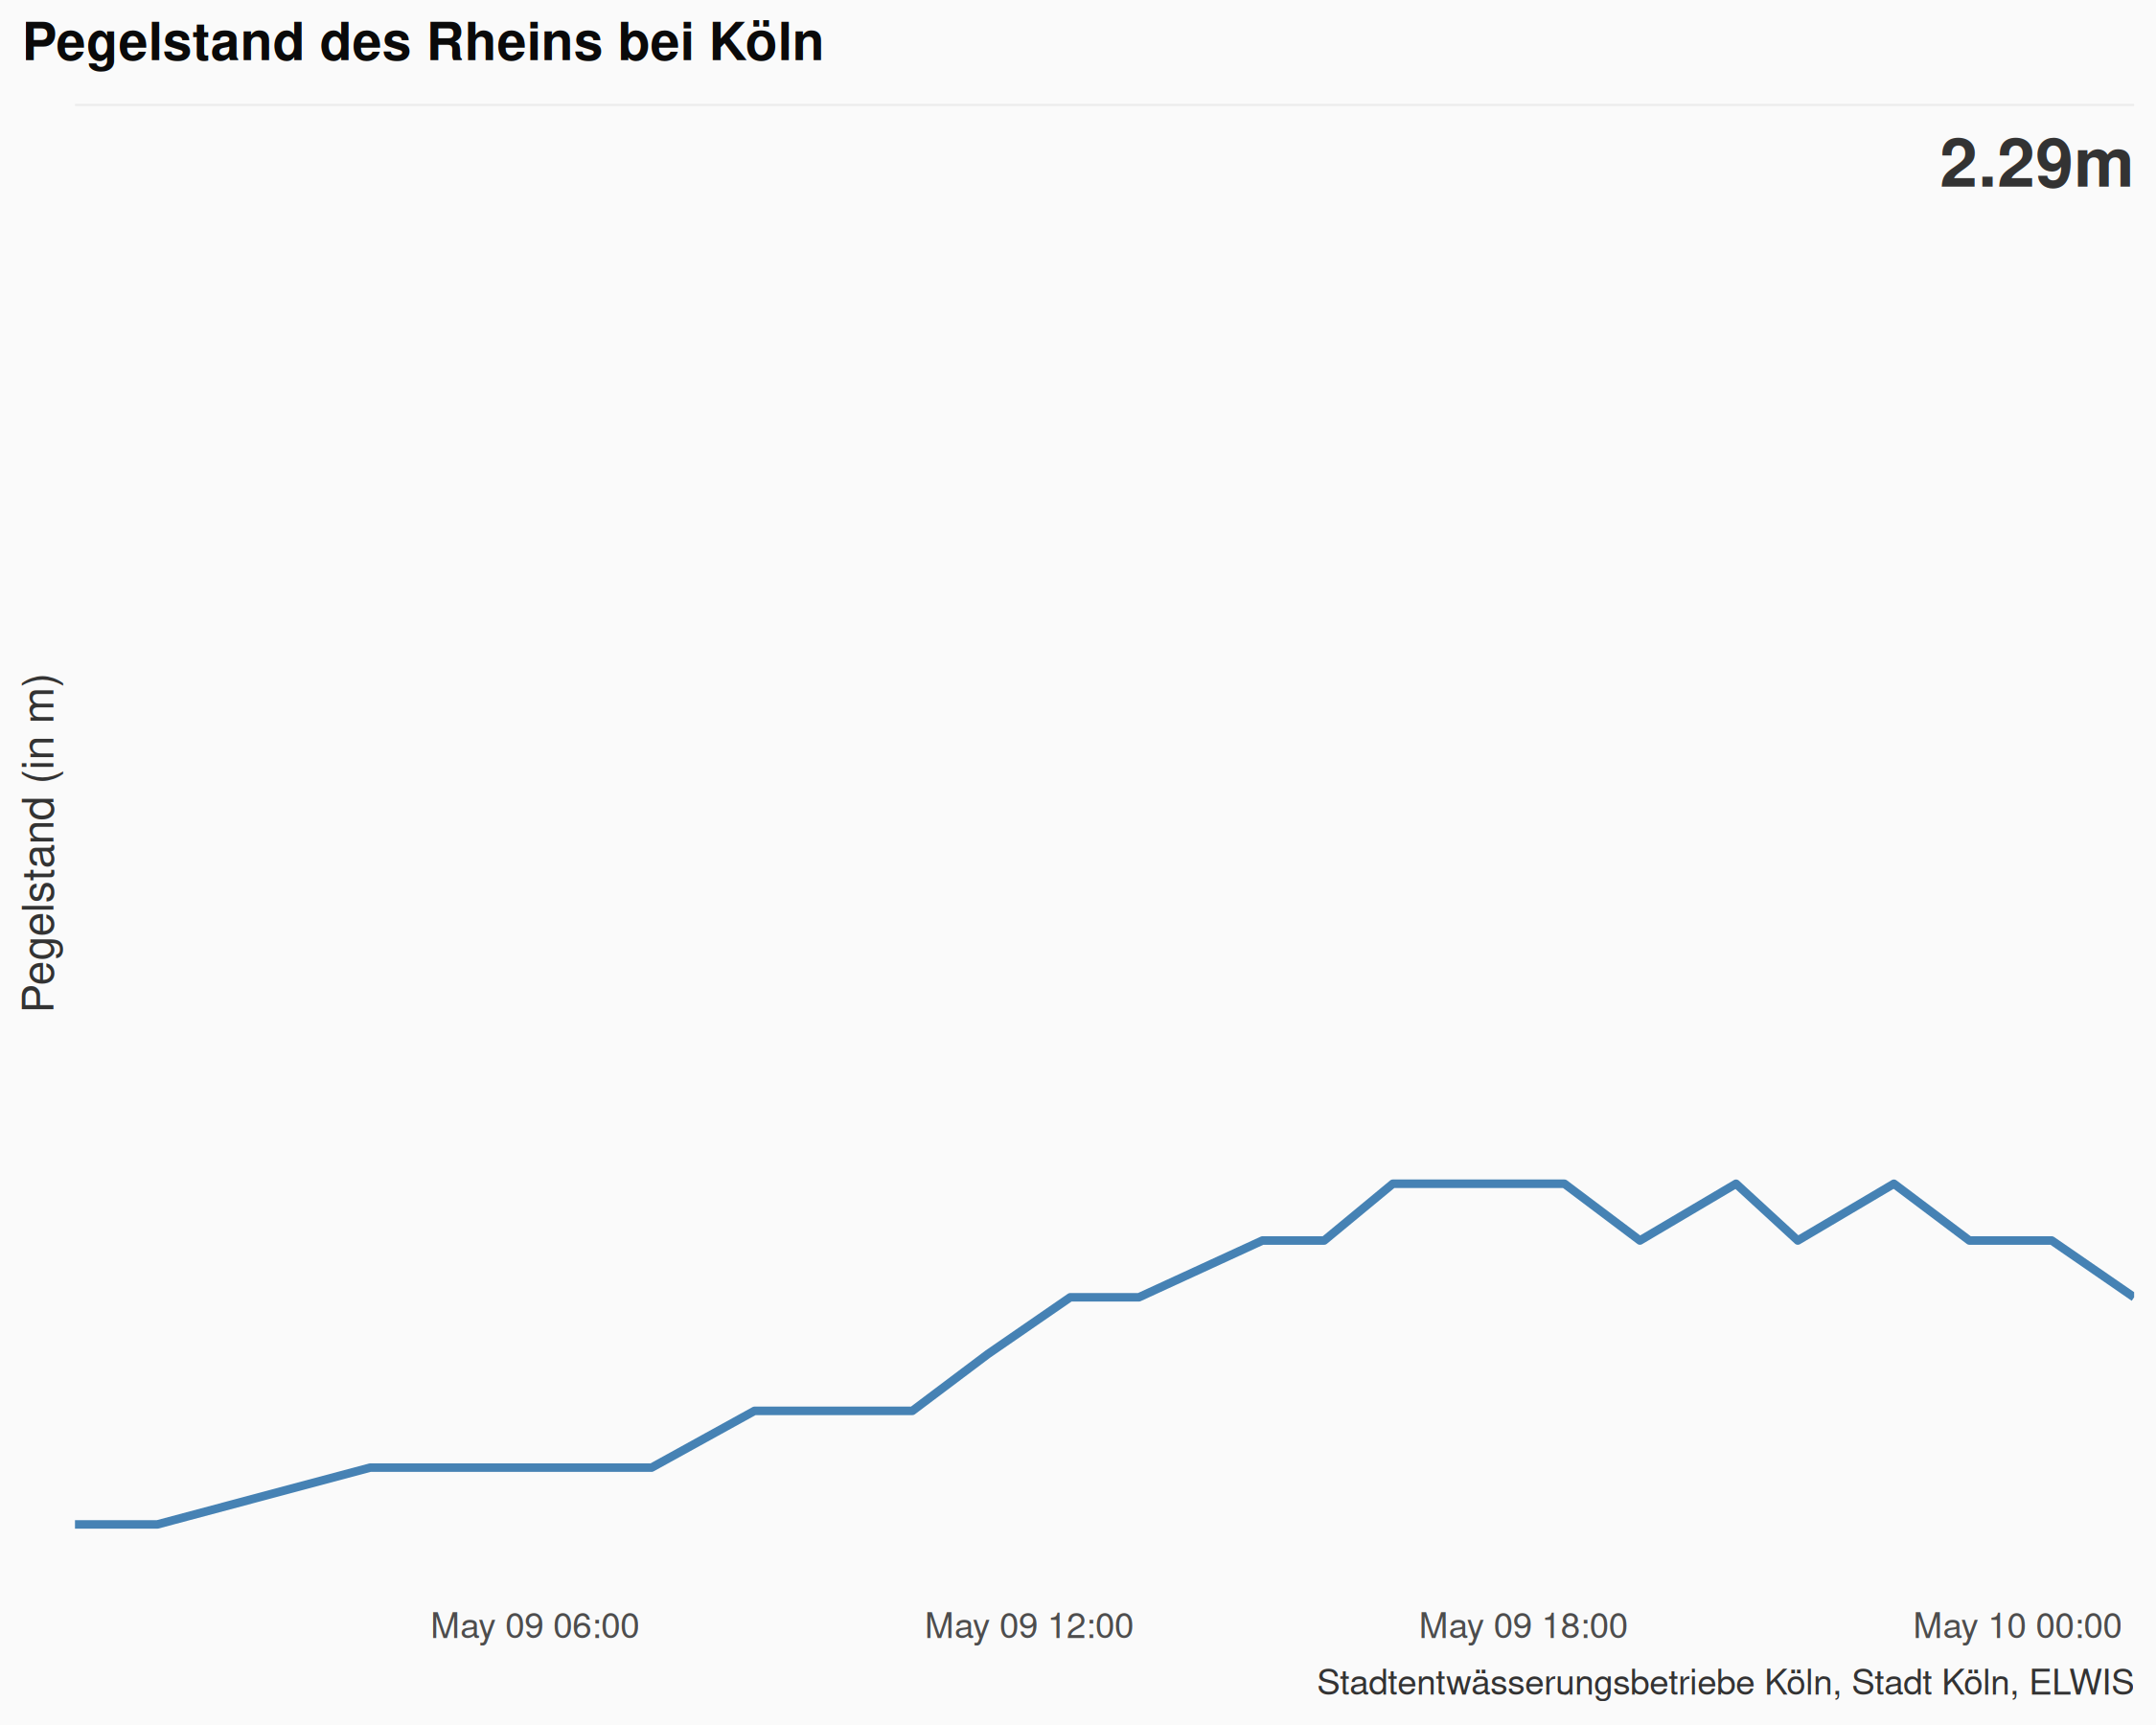 Pegelstand des Rheins bei Köln
2.29m
Pegelstand (in m)
May 09 06:00 May 09 12:00 May 09 18:00 May 10 00:00
Stadtentwässerungsbetriebe Köln, Stadt Köln, ELWIS